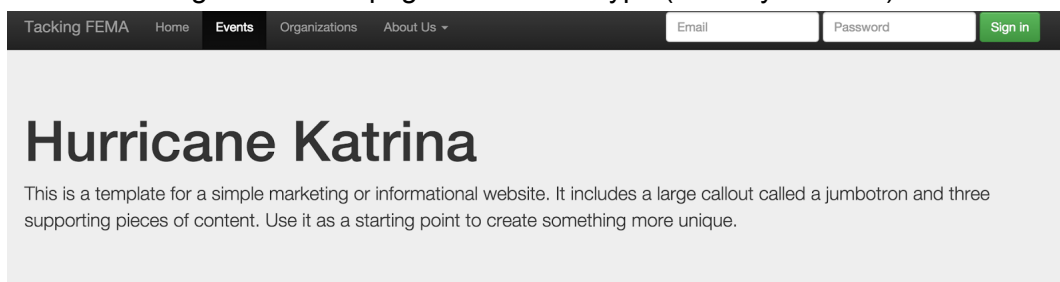 Tacking FEMA Home Events Organizations About Us Email Password Sign in
Hurricane Katrina
This is a template for a simple marketing or informational website. It includes a large callout called a jumbotron and three
supporting pieces of content. Use it as a starting point to create something more unique.